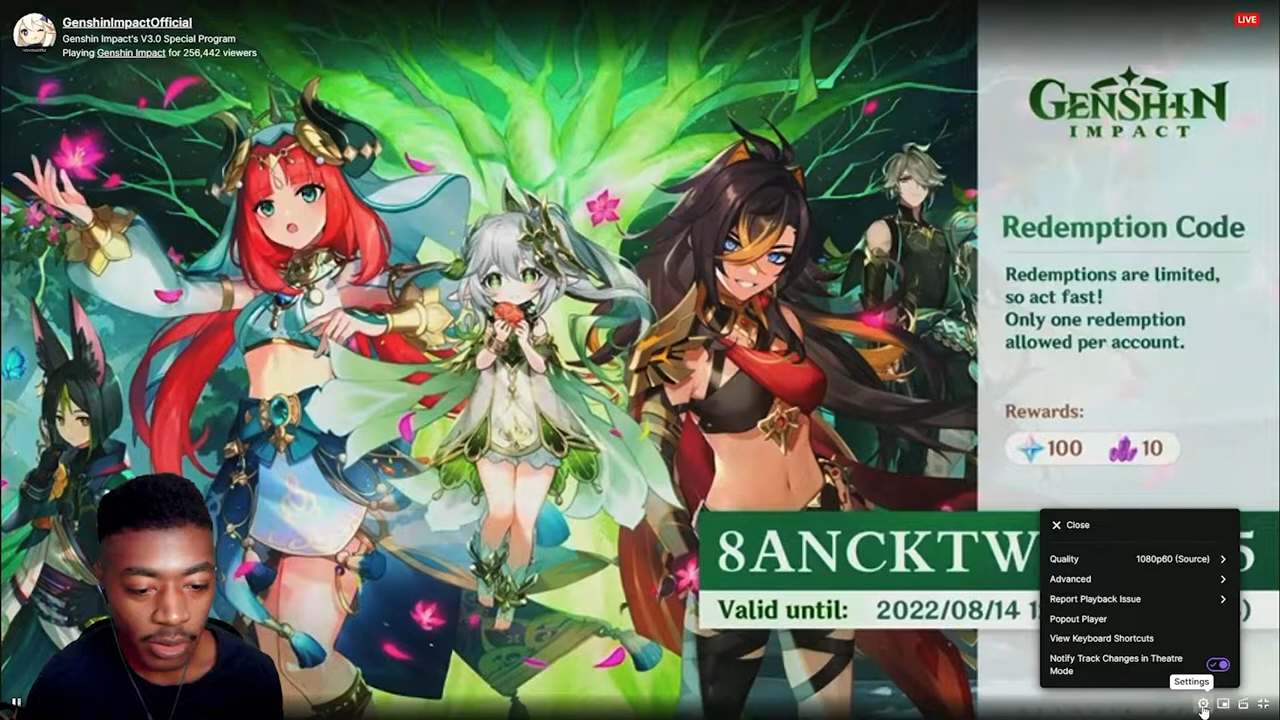 GenshinImpactOfficial
Genshin Impact's V3.0 Special Program
Playing Genshin Impact for 256,442 viewers
LIVE
GENSHIN
IMPACT
Redemption Code
Redemptions are limited,
so act fast!
Only one redemption
allowed per account.
Rewards:
100 10
8ANCKTW 5
Valid until: 2022/08/14 1 )
Close
Quality 1080p60 (Source)
Advanced
Report Playback Issue
Popout Player
View Keyboard Shortcuts
Notify Track Changes in Theatre
Mode
Settings